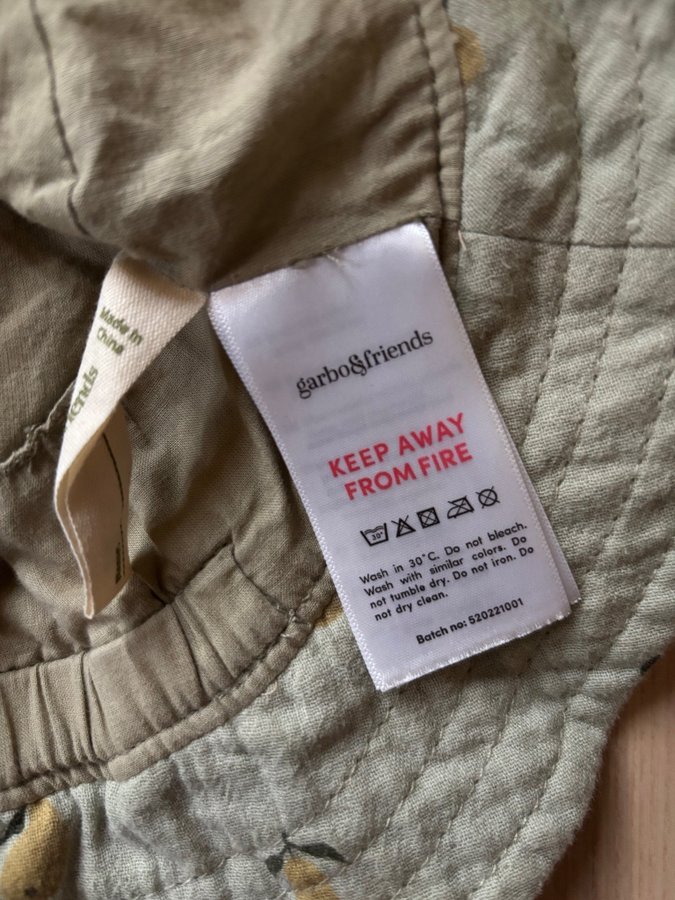 Made in
China
garbo&friends
KEEP AWAY
FROM FIRE
30°
Wash in 30°C. Do not bleach.
Wash with similar colors. Do
not tumble dry. Do not iron. Do
not dry clean.
Batch no: 520221001